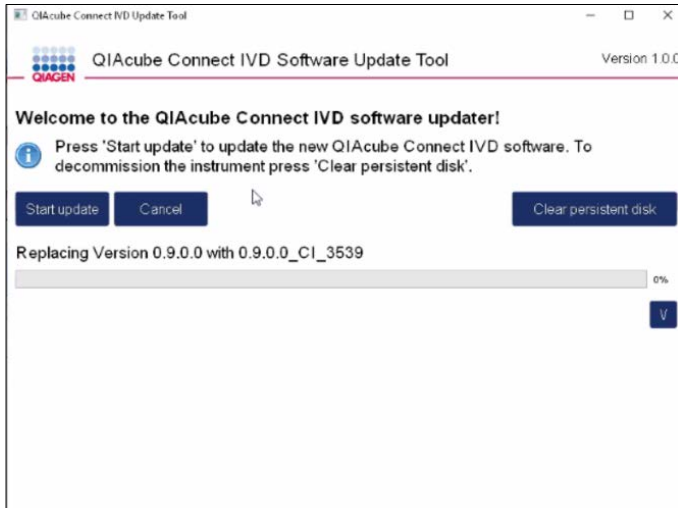 QIAcube Connect IVD Update Tool
QIAGEN
QIAcube Connect IVD Software Update Tool
Version 1.0.0
Welcome to the QIAcube Connect IVD software updater!
Press 'Start update' to update the new QIAcube Connect IVD software. To
decommission the instrument press 'Clear persistent disk'.
Start update
Cancel
Clear persistent disk
Replacing Version 0.9.0.0 with 0.9.0.0_CI_3539
0%
V